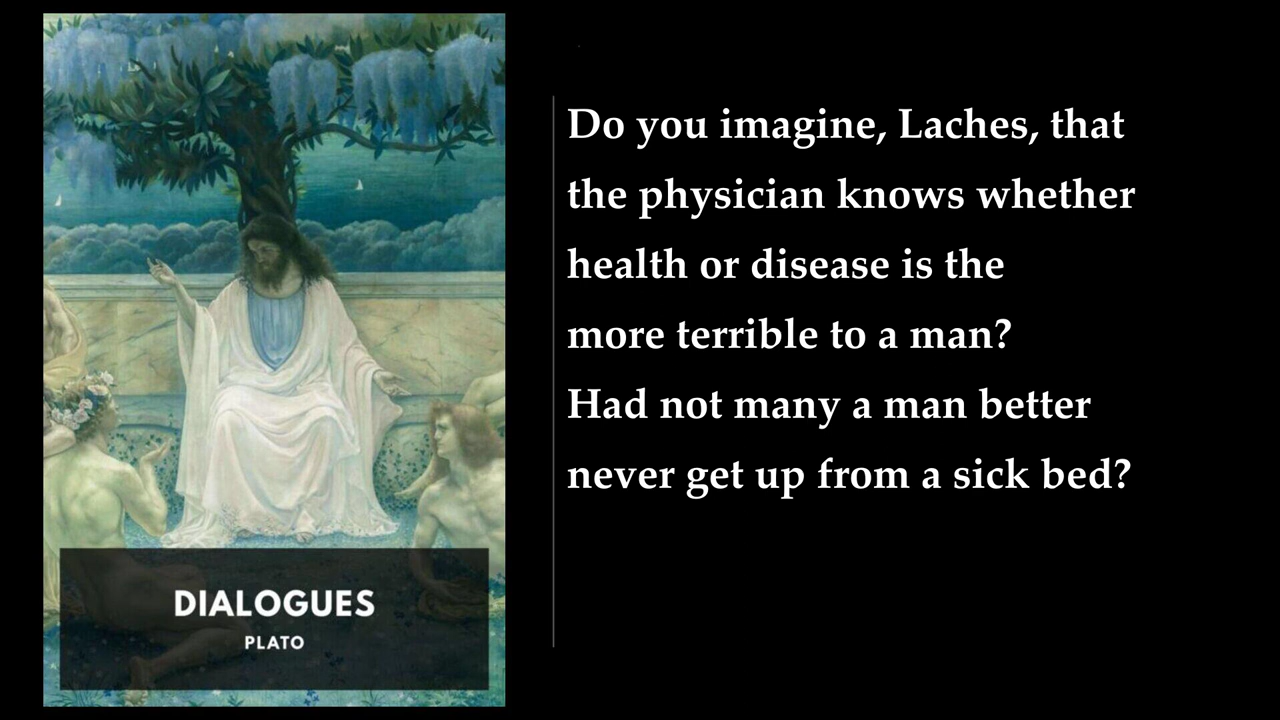 Do you imagine, Laches, that
the physician knows whether
health or disease is the
more terrible to a man?
Had not many a man better
never get up from a sick bed?
DIALOGUES
PLATO